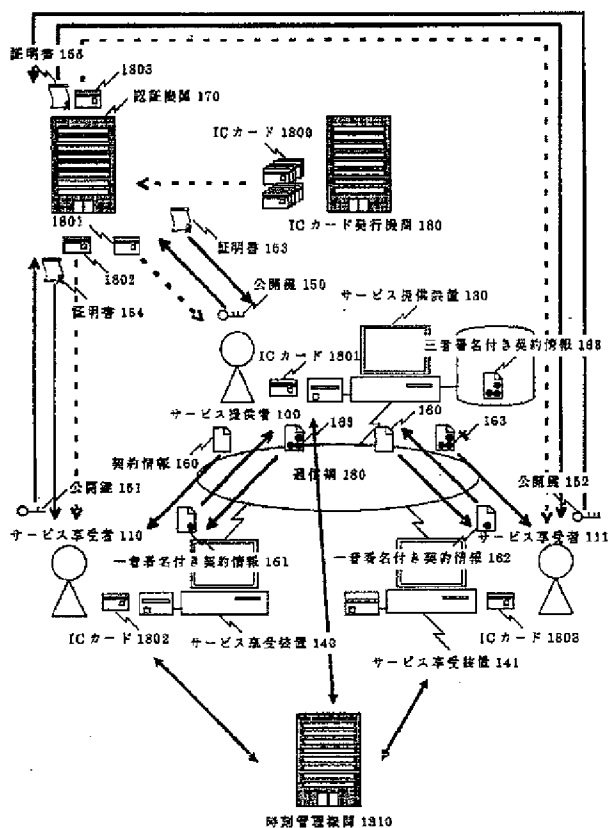 証明書 155
1803
認証機関 170
ICカード 1800
ICカード発行機関 180
1801
1802
証明書 153
証明書 154
公開鍵 150
サービス提供装置 130
三者署名付き契約情報 163
ICカード 1801
サービス提供者 100
163
160
163
契約情報 160
通信網 180
公開鍵 151
公開鍵 152
サービス享受者 110
サービス享受者 111
一者署名付き契約情報 161
一者署名付き契約情報 162
ICカード 1802
ICカード 1803
サービス享受装置 140
サービス享受装置 141
時刻管理機関 1310